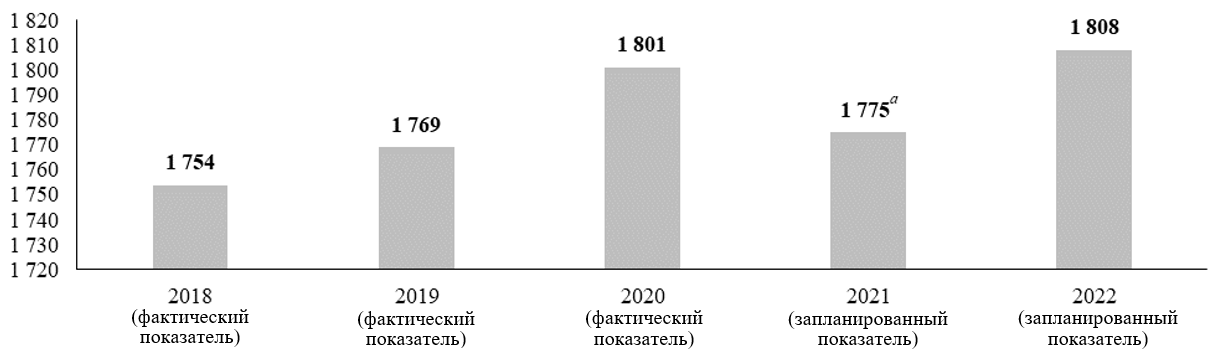 1 820
1 810
1 800
1 790
1 780
1 770
1 760
1 750
1 740
1 730
1 720
1 754
1 769
1 801
1 775a
1 808
2018
(фактический
показатель)
2019
(фактический
показатель)
2020
(фактический
показатель)
2021
(запланированный
показатель)
2022
(запланированный
показатель)